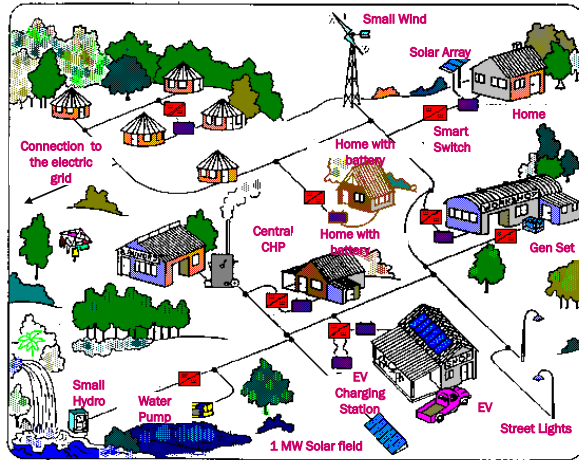 Small Wind
Solar Array
Home
Smart
Switch
Connection to
the electric
grid
Home with
battery
Central
CHP
Home with
battery
Gen Set
Small
Hydro
Water
Pump
EV
Charging
Station
EV
Street Lights
1 MW Solar field